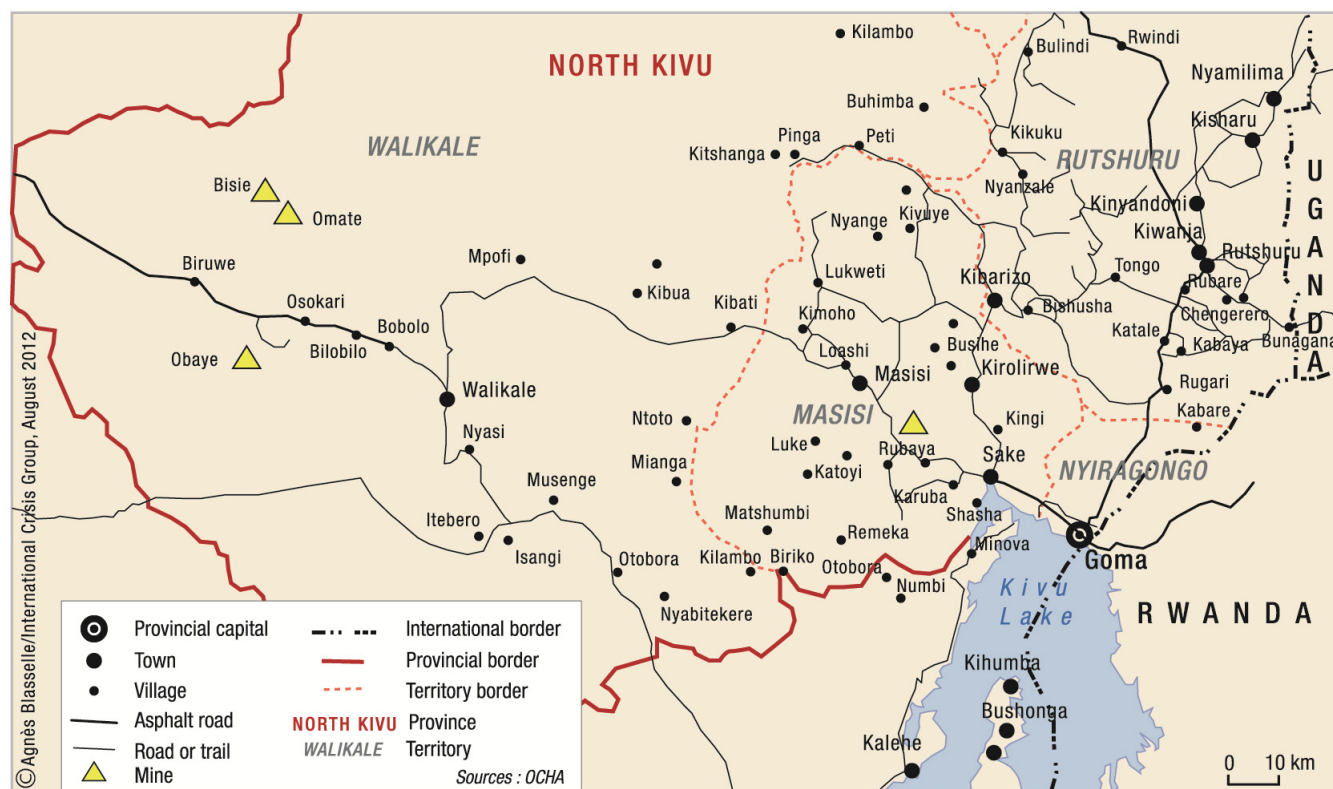 NORTH KIVU
Kilambo
Bulindi
Rwindi
Nyamilima
Buhimba
Kisharu
WALIKALE
Pinga
Peti
Kikuku
Kitshanga
RUTSHURU
UGANDA
Bisie
Nyanzale
Omate
Kinyandoni
Kivuye
Nyange
Kiwanja
Mpofi
Rutshuru
Biruwe
Lukweti
Kibarizo
Tongo
Rubare
Kibua
Osokari
Kibati
Kimoho
Bishusha
Chengerero
Bobolo
Katale
Bunagana
Bilobilo
Busihe
Kabaya
Obaye
Loashi
Masisi
Kirolirwe
Rugari
Walikale
MASISI
Kabare
Ntoto
Kingi
Nyasi
Luke
Rubaya
Sake
Mianga
Katoyi
NYIRAGONGO
Musenge
Karuba
Matshumbi
Shasha
Itebero
Remeka
Isangi
Minova
Goma
Otobora
Kilambo
Biriko
Otobora
Numbi
Kivu
Lake
Nyabitekere
RWANDA
Kihumba
Bushonga
Kalehe
Provincial capital
Town
Village
Asphalt road
Road or trail
Mine
International border
Provincial border
Territory border
NORTH KIVU Province
WALIKALE Territory
Sources : OCHA
0 10 km
©Agnès Blasselle/International Crisis Group, August 2012